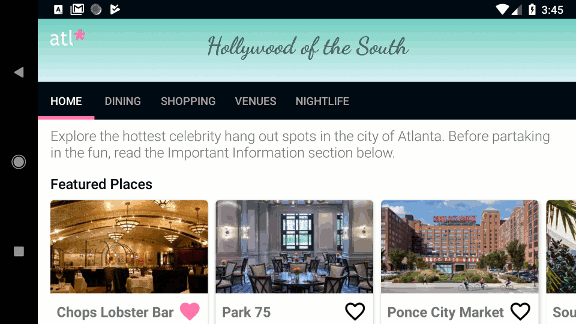 3:45
atl*
Hollywood of the South
HOME DINING SHOPPING VENUES NIGHTLIFE
Explore the hottest celebrity hang out spots in the city of Atlanta. Before partaking
in the fun, read the Important Information section below.
Featured Places
Chops Lobster Bar Park 75 Ponce City Market Sou